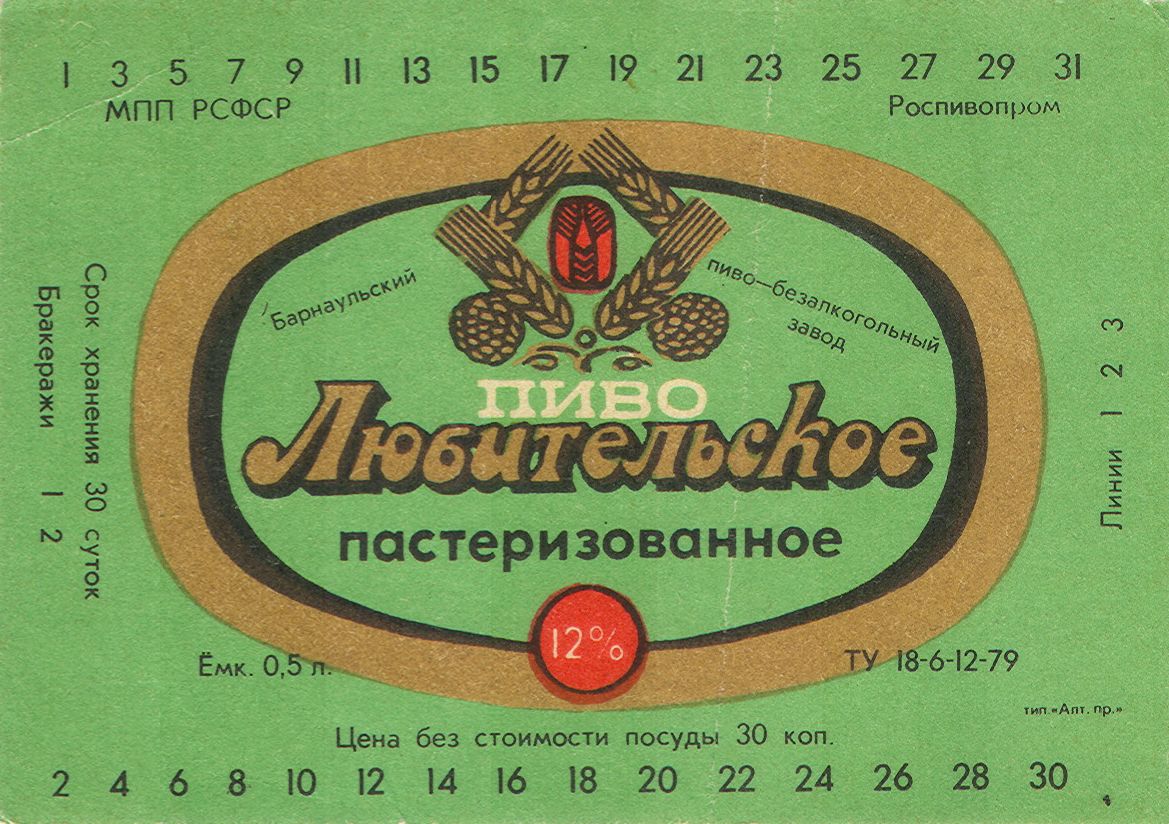 1 3 5 7 9 11 13 15 17 19 21 23 25 27 29 31
МПП РСФСР
Роспивопром
Барнаульский
пиво—безалкогольный
завод
ПИВО
Любительское
пастеризованное
12%
Срок хранения 30 суток
Бракеражи 1 2
Линии 1 2 3
Ёмк. 0,5 л.
ТУ 18-6-12-79
тип.«Алт. пр.»
Цена без стоимости посуды 30 коп.
2 4 6 8 10 12 14 16 18 20 22 24 26 28 30